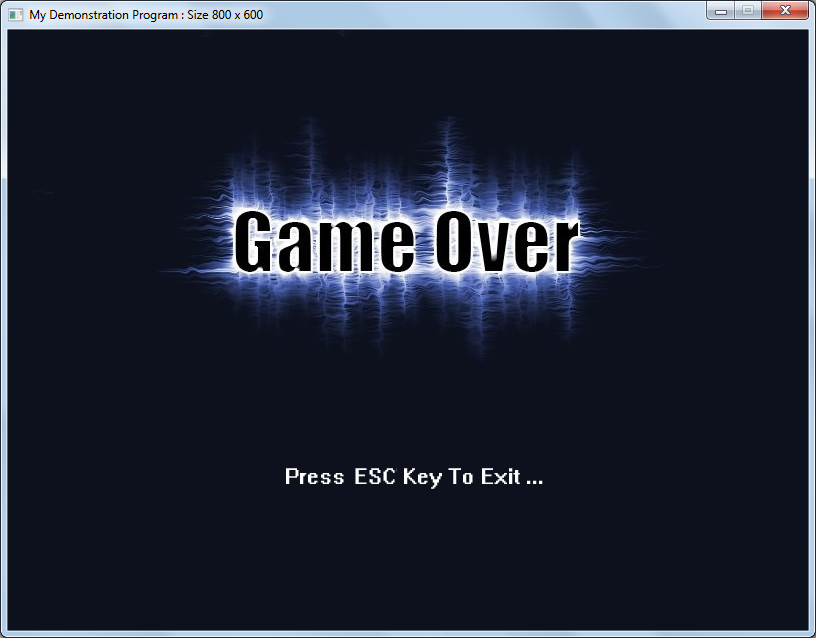 My Demonstration Program : Size 800 x 600
Game Over
Press ESC Key To Exit ...